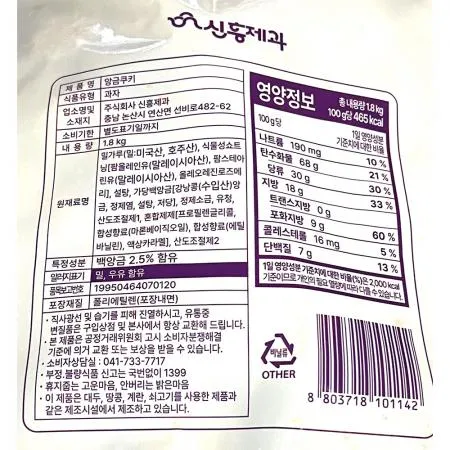 신흥제과
제 품 명 앙금쿠키
식품유형 과자
업소명및 소재지 주식회사 신흥제과
충남 논산시 연산면 선비로482-62
소비기한 별도표기일까지
내 용 량 1.8 kg
원재료명 밀가루(밀:미국산, 호주산), 식물성쇼트
닝[팜올레인유(말레이시아산), 팜스테아
린유(말레이시아산), 올레오에리진로즈메
리], 설탕, 가당백앙금[강낭콩(수입산)앙
금, 정제염, 설탕, 저당], 정제소금, 유청,
산도조절제1, 혼합제제[프로필렌글리콜,
합성향료(마론베이직오일), 합성향료(에틸
바닐린), 액상카라멜], 산도조절제2
특정성분 백앙금 2.5% 함유
알러지표기 밀, 우유 함유
품목보고번호 19950464070120
포장재질 폴리에틸렌(포장내면)
· 직사광선 및 습기를 피해 진열하시고, 유통중
변질품은 구입상점 및 본사에서 항상 교환해 드립니다.
· 본 제품은 공정거래위원회 고시 소비자분쟁해결
기준에 의거 교환 또는 보상을 받을 수 있습니다.
· 소비자상담실 : 041-733-7717
· 부정.불량식품 신고는 국번없이 1399
· 휴지줍는 고운마음, 안버리는 밝은마음
· 이 제품은 대두, 땅콩, 계란, 쇠고기를 사용한 제품과
같은 제조시설에서 제조하고 있습니다.
영양정보
총 내용량 1.8 kg
100 g당 465 kcal
100 g당
1일 영양성분
기준치에 대한 비율
나트륨 190 mg 10 %
탄수화물 68 g 21 %
당류 30 g 30 %
지방 18 g 33 %
트랜스지방 0 g
포화지방 9 g 60 %
콜레스테롤 16 mg 5 %
단백질 7 g 13 %
1일 영양성분 기준치에 대한 비율(%)은 2,000 kcal
기준이므로 개인의 필요 열량에 따라 다를 수 있습니다.
비닐류
OTHER
8 803718 101142